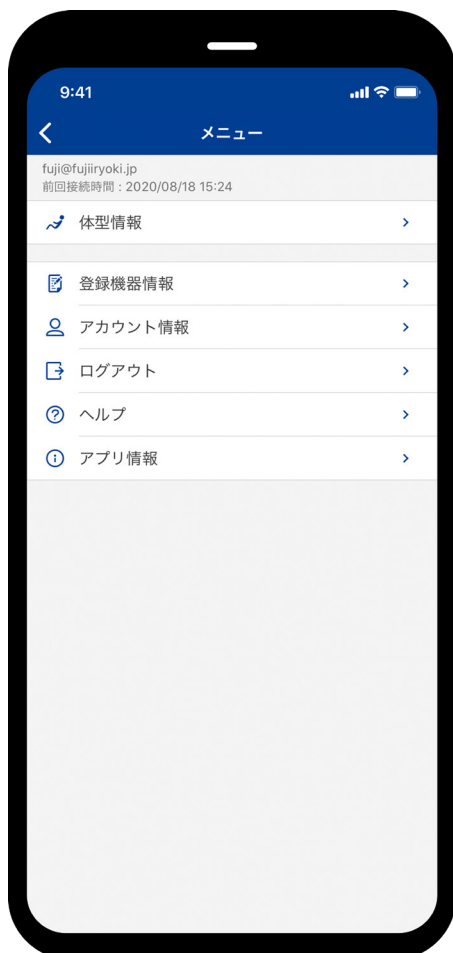 9:41
メニュー
fuji@fujiiryoki.jp
前回接続時間：2020/08/18 15:24
体型情報
登録機器情報
アカウント情報
ログアウト
ヘルプ
アプリ情報